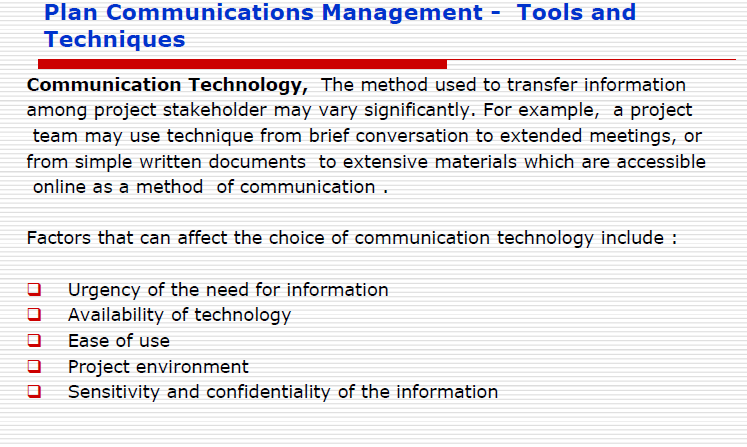 Plan Communications Management - Tools and
Techniques
Communication Technology, The method used to transfer information
among project stakeholder may vary significantly. For example, a project
team may use technique from brief conversation to extended meetings, or
from simple written documents to extensive materials which are accessible
online as a method of communication .
Factors that can affect the choice of communication technology include :
❑ Urgency of the need for information
❑ Availability of technology
❑ Ease of use
❑ Project environment
❑ Sensitivity and confidentiality of the information